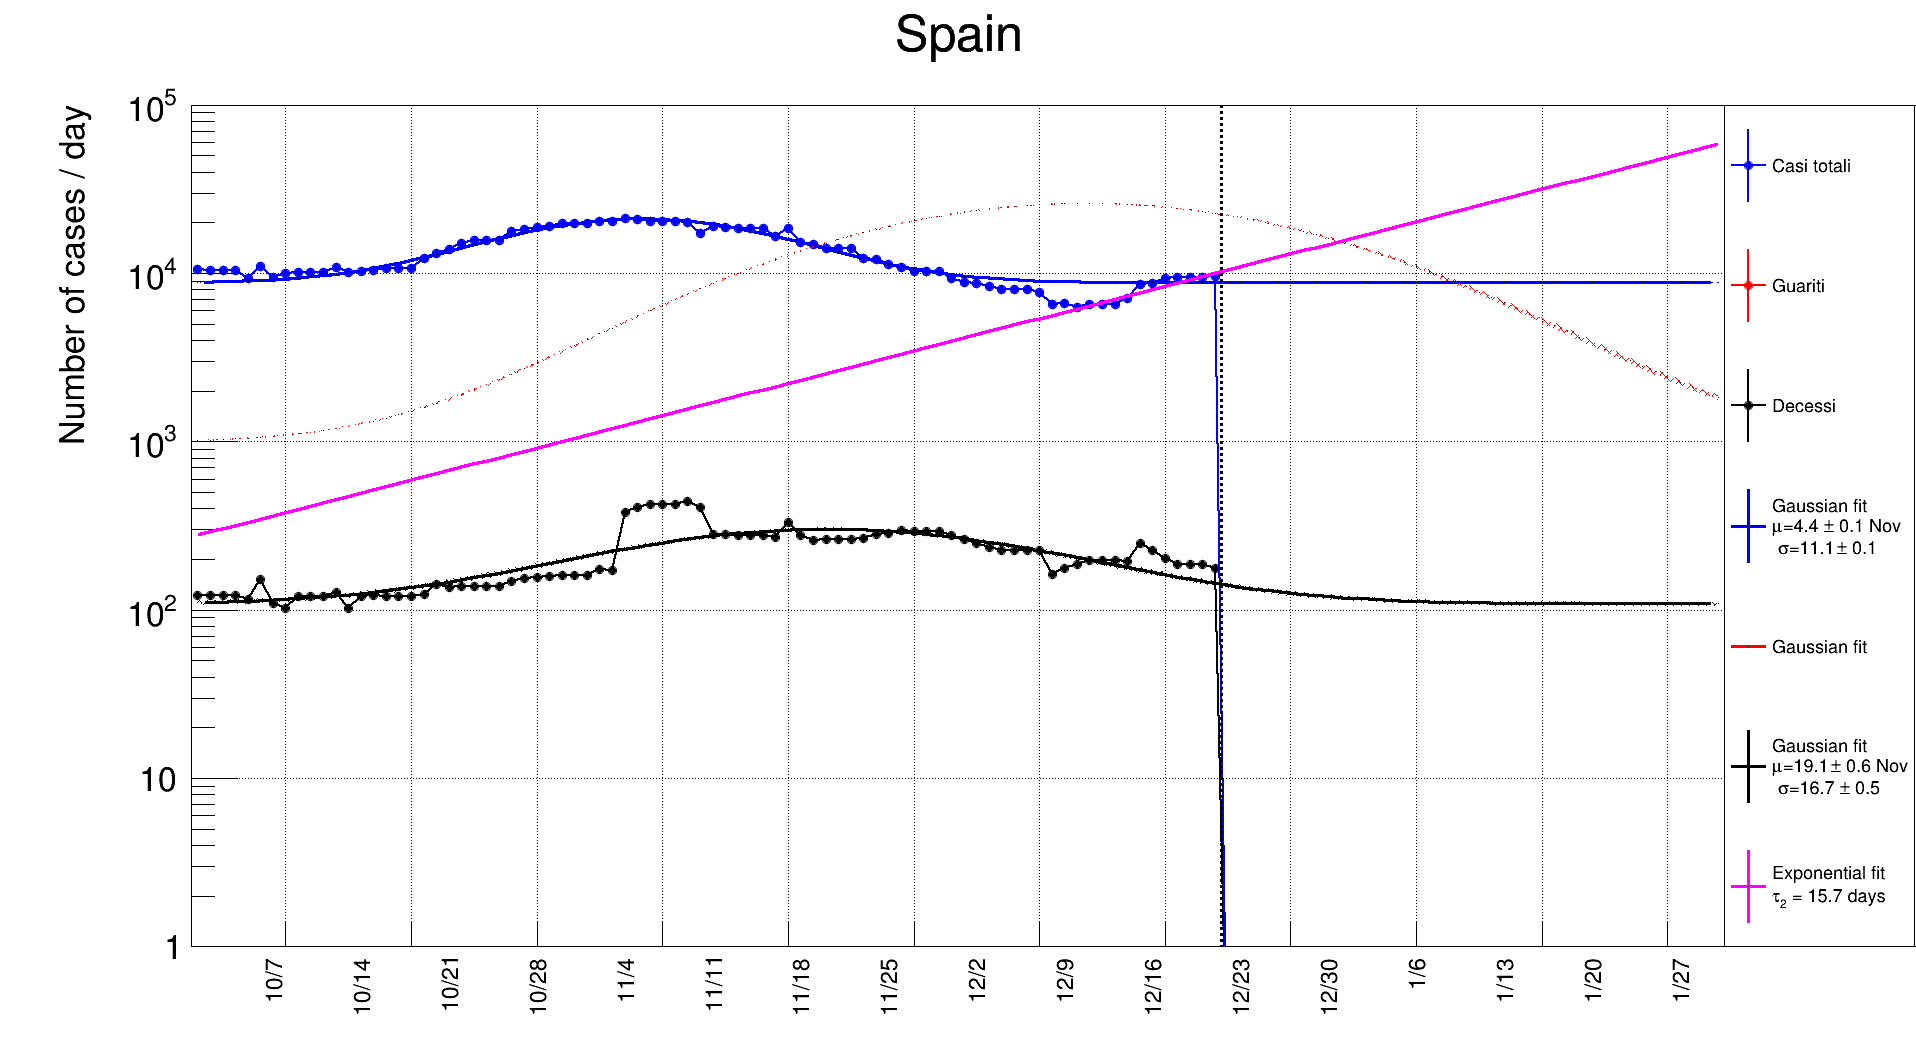 Spain
Number of cases / day
10^5
10^4
10^3
10^2
10
1
10/7
10/14
10/21
10/28
11/4
11/11
11/18
11/25
12/2
12/9
12/16
12/23
12/30
1/6
1/13
1/20
1/27
Casi totali
Guariti
Decessi
Gaussian fit
μ=4.4 ± 0.1 Nov
σ=11.1 ± 0.1
Gaussian fit
Gaussian fit
μ=19.1 ± 0.6 Nov
σ=16.7 ± 0.5
Exponential fit
τ₂ = 15.7 days